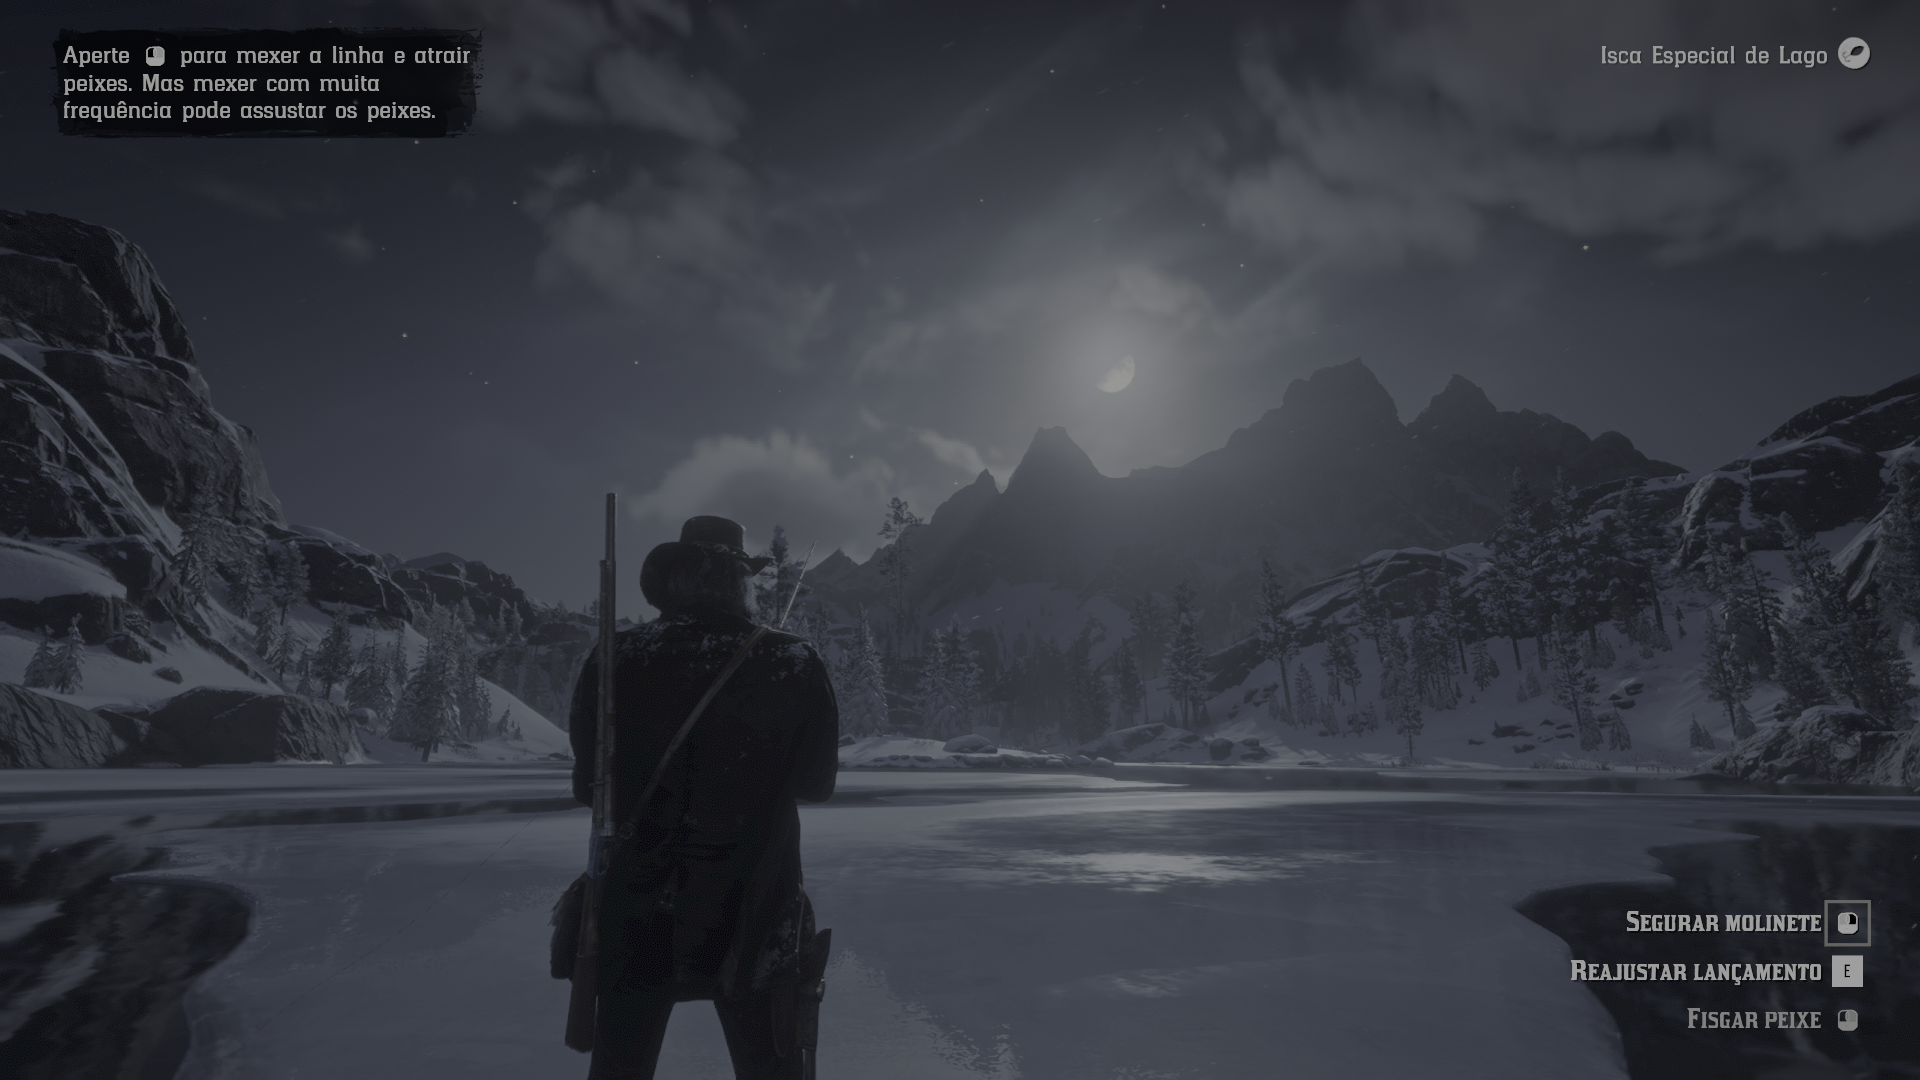 Aperte para mexer a linha e atrair
peixes. Mas mexer com muita
frequência pode assustar os peixes.
Isca Especial de Lago
Segurar molinete
Reajustar lançamento E
Fisgar peixe